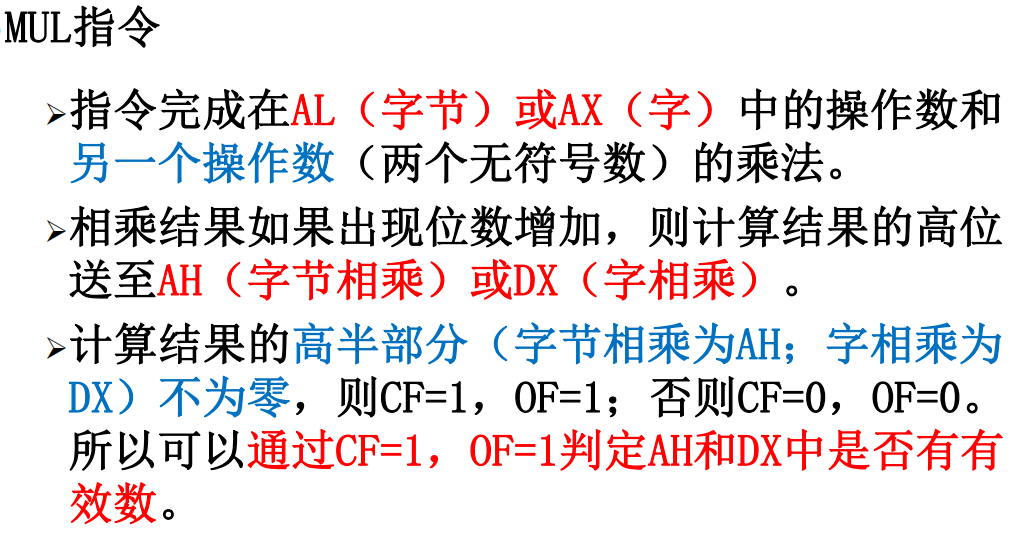 MUL指令
➢指令完成在AL（字节）或AX（字）中的操作数和
另一个操作数（两个无符号数）的乘法。
➢相乘结果如果出现位数增加，则计算结果的高位
送至AH（字节相乘）或DX（字相乘）。
➢计算结果的高半部分（字节相乘为AH；字相乘为
DX）不为零，则CF=1，OF=1；否则CF=0，OF=0。
所以可以通过CF=1，OF=1判定AH和DX中是否有有
效数。